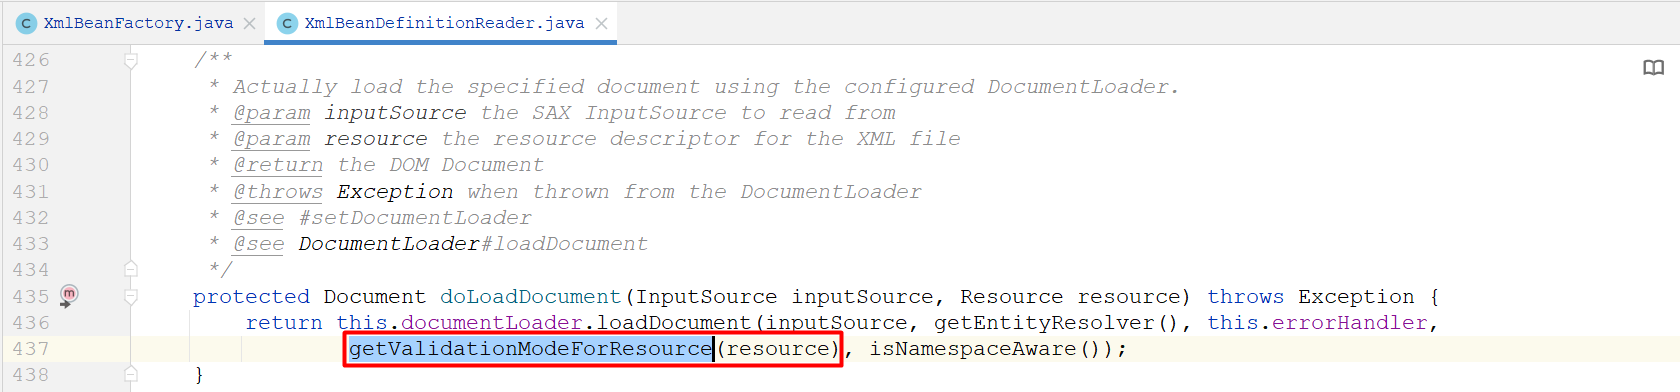 C XmlBeanFactory.java × C XmlBeanDefinitionReader.java ×
426 /**
427 * Actually load the specified document using the configured DocumentLoader.
428 * @param inputSource the SAX InputSource to read from
429 * @param resource the resource descriptor for the XML file
430 * @return the DOM Document
431 * @throws Exception when thrown from the DocumentLoader
432 * @see #setDocumentLoader
433 * @see DocumentLoader#loadDocument
434 */
435 m protected Document doLoadDocument(InputSource inputSource, Resource resource) throws Exception {
436 return this.documentLoader.loadDocument(inputSource, getEntityResolver(), this.errorHandler,
437 getValidationModeForResource(resource), isNamespaceAware());
438 }